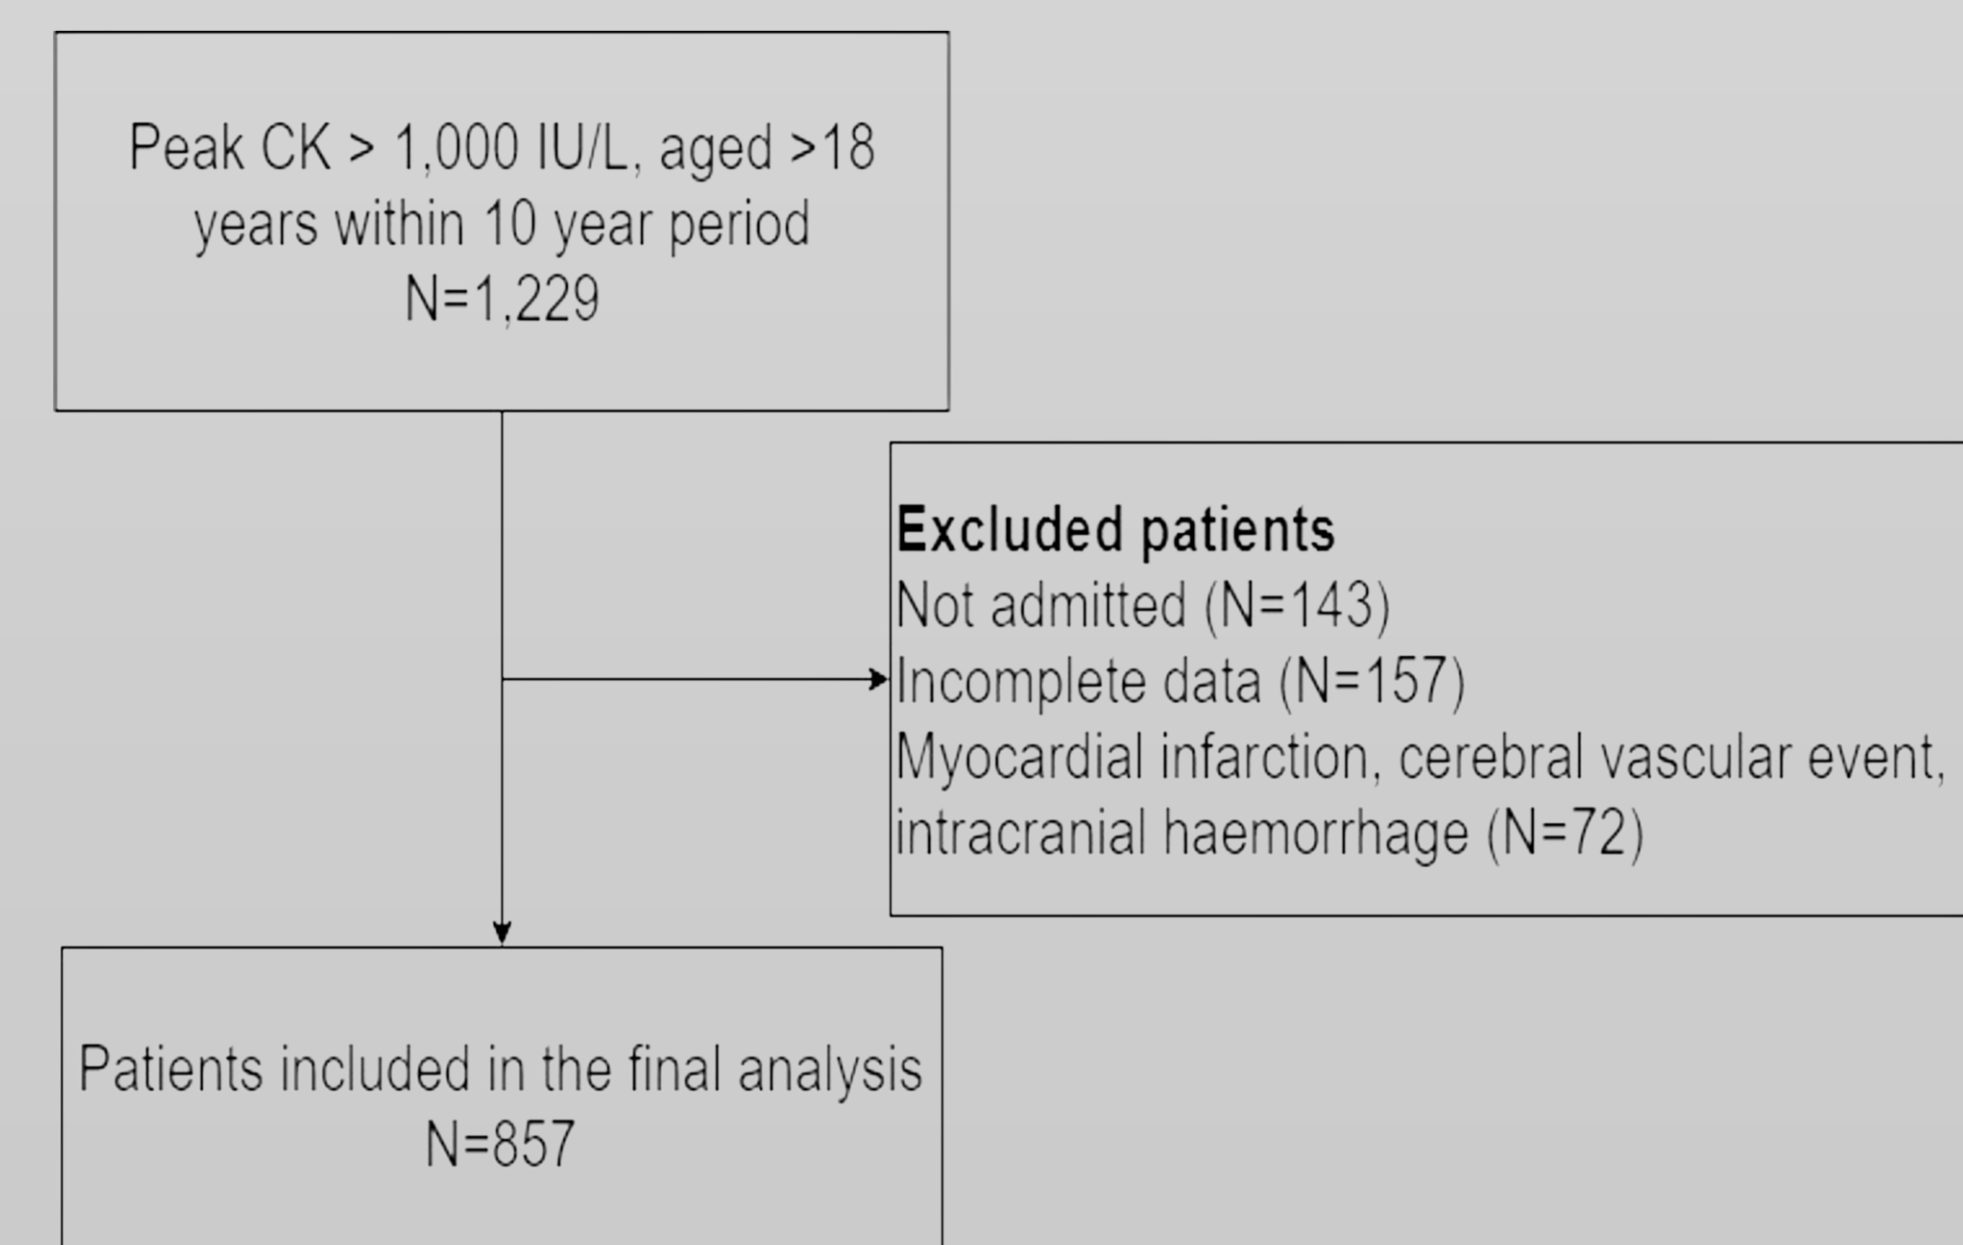 Peak CK > 1,000 IU/L, aged >18
years within 10 year period
N=1,229
Excluded patients
Not admitted (N=143)
Incomplete data (N=157)
Myocardial infarction, cerebral vascular event,
intracranial haemorrhage (N=72)
Patients included in the final analysis
N=857